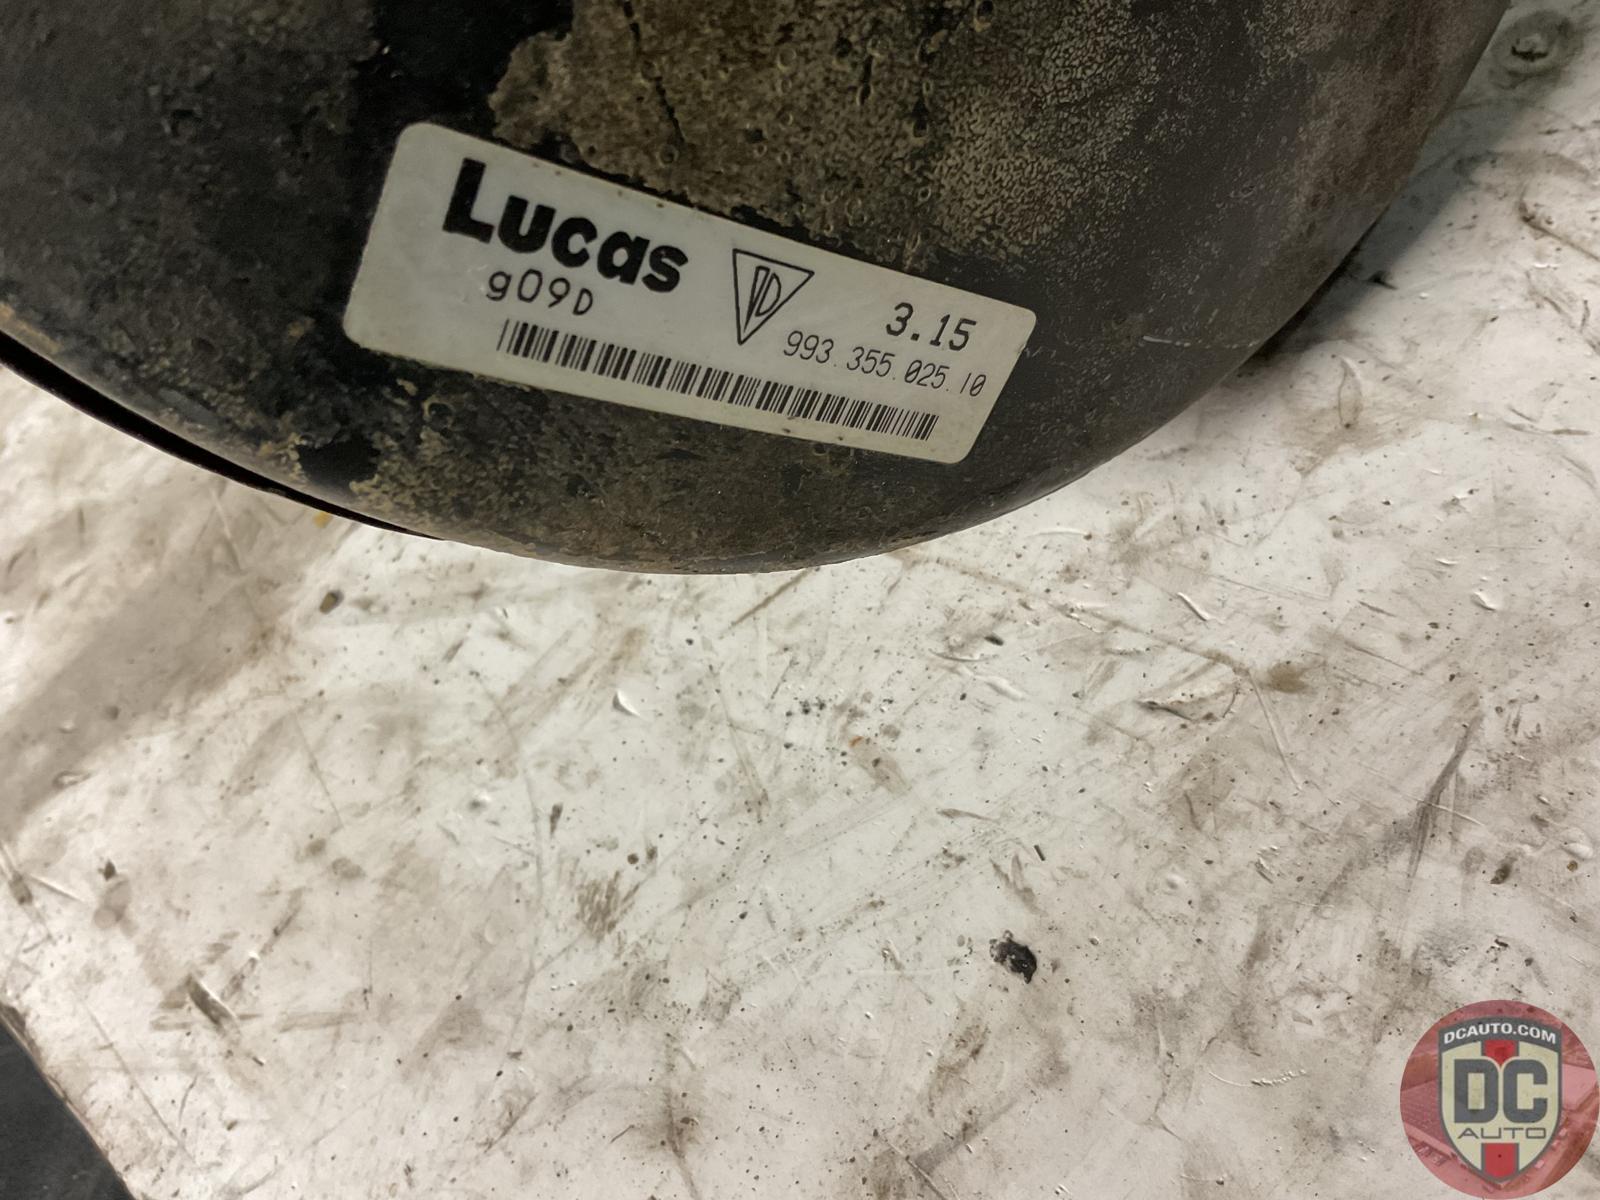 Lucas
g09D
3.15
993.355.025.10
DCAUTO.COM
DC
AUTO